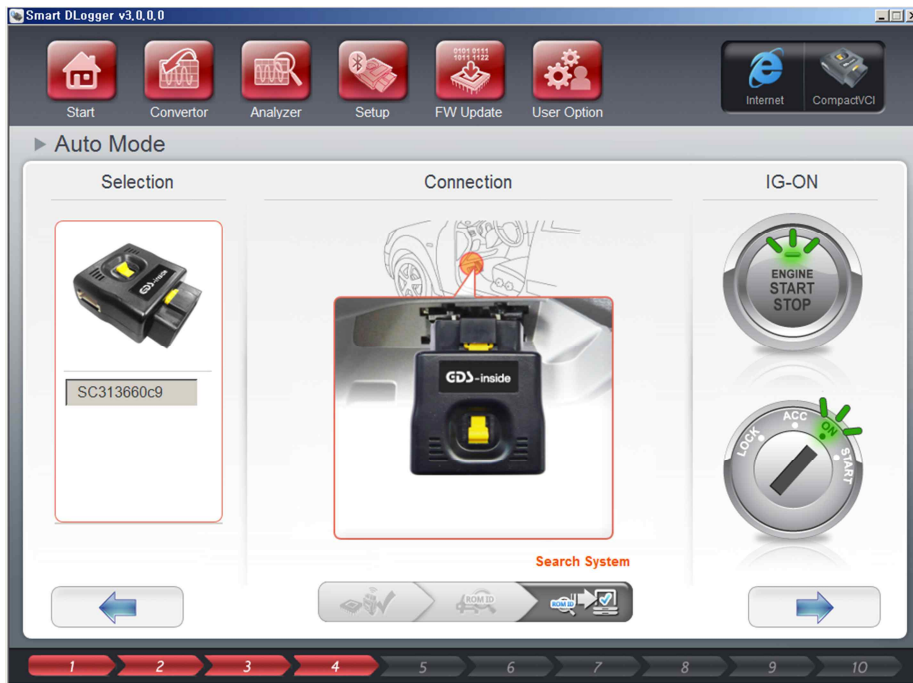 Smart DLogger v3,0,0,0
0101 0111
1011 1122
Start
Convertor
Analyzer
Setup
FW Update
User Option
Internet
CompactVCI
Auto Mode
Selection
Connection
IG-ON
GDS-inside
SC313660c9
GDS-inside
ENGINE
START
STOP
LOCK
ACC
ON
START
Search System
ROM ID
ROM ID
1
2
3
4
5
6
7
8
9
10